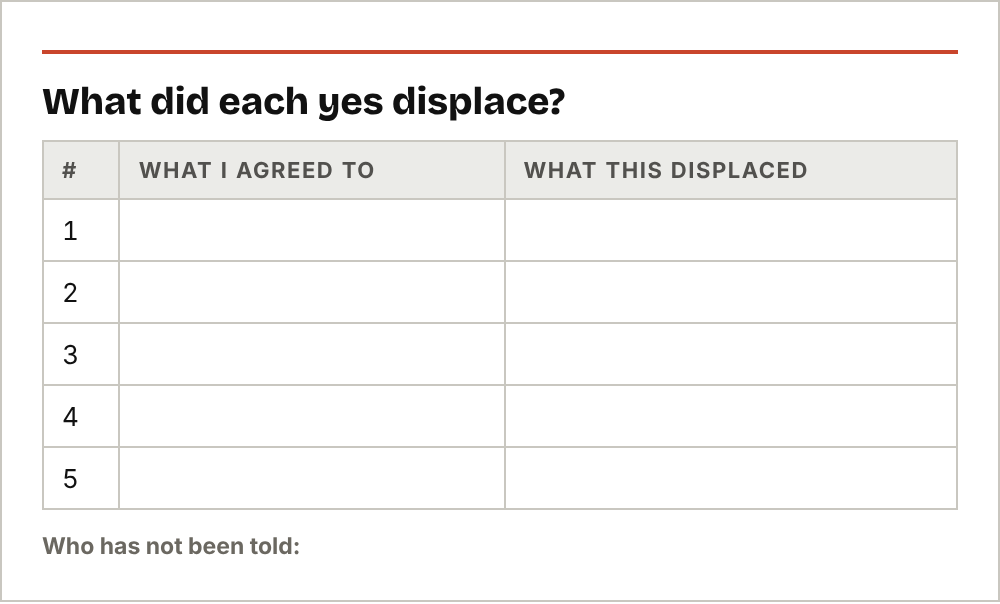 What did each yes displace?
# WHAT I AGREED TO WHAT THIS DISPLACED
1
2
3
4
5
Who has not been told: